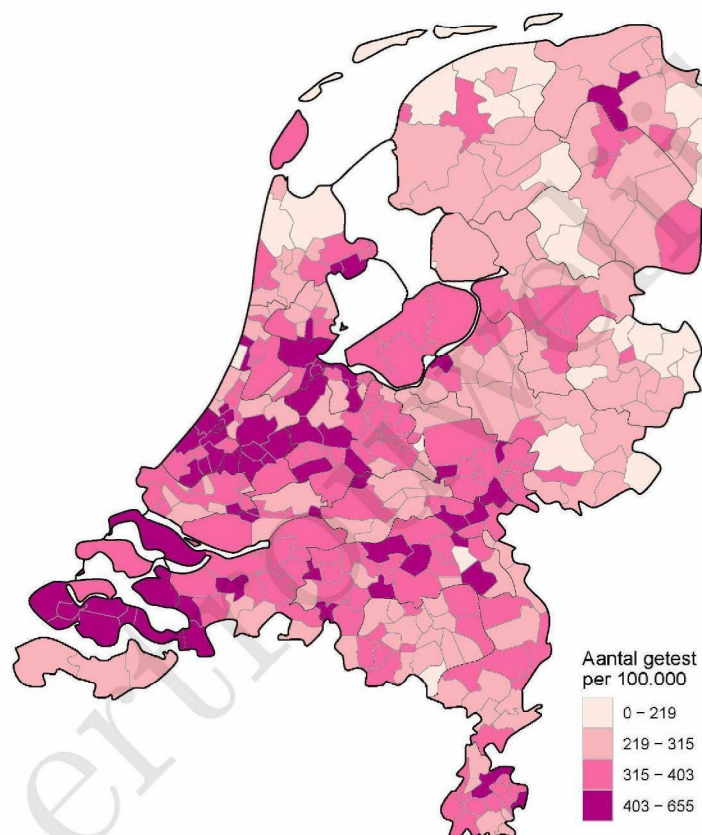 Aantal getest
per 100.000
0 – 219
219 – 315
315 – 403
403 – 655